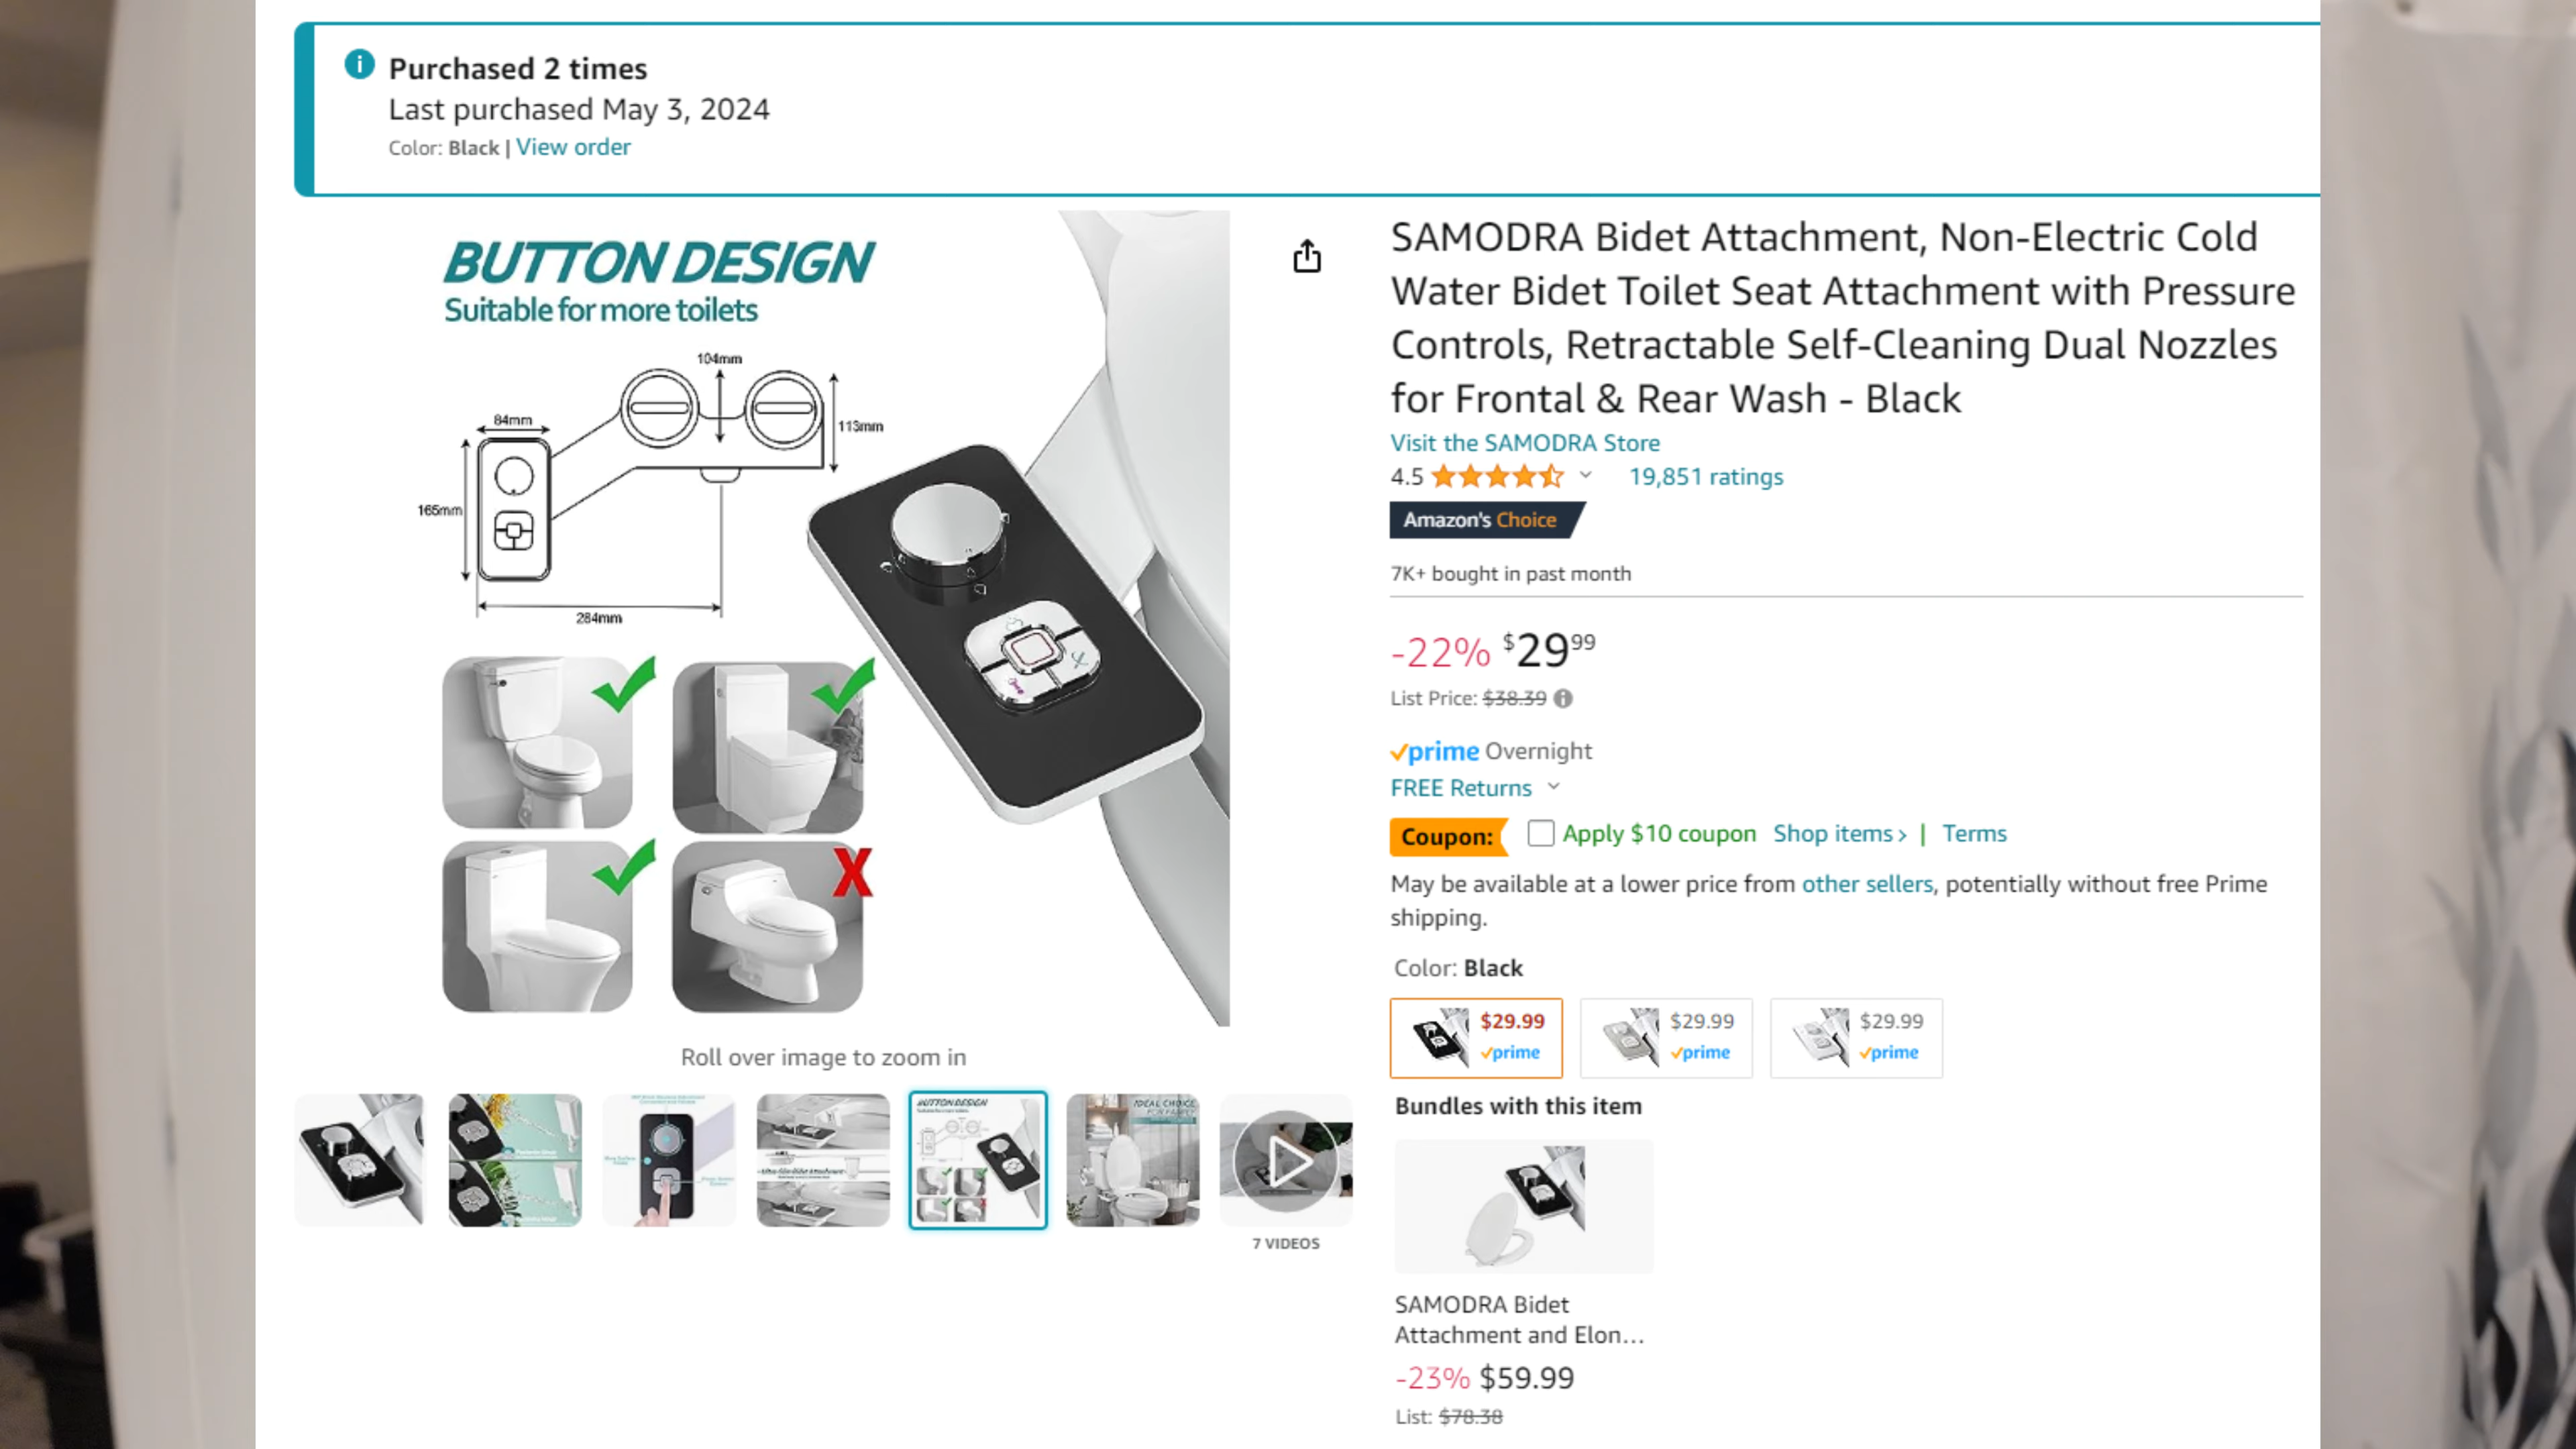 Purchased 2 times
Last purchased May 3, 2024
Color: Black | View order
BUTTON DESIGN
Suitable for more toilets
104mm
84mm
113mm
165mm
284mm
X
Roll over image to zoom in
BUTTON DESIGN
IDEAL CHOICE
FOR FAMILY
7 VIDEOS
SAMODRA Bidet Attachment, Non-Electric Cold
Water Bidet Toilet Seat Attachment with Pressure
Controls, Retractable Self-Cleaning Dual Nozzles
for Frontal & Rear Wash - Black
Visit the SAMODRA Store
4.5 19,851 ratings
Amazon's Choice
7K+ bought in past month
-22% $29 99
List Price: $38.39
prime Overnight
FREE Returns
Coupon: Apply $10 coupon Shop items > | Terms
May be available at a lower price from other sellers, potentially without free Prime
shipping.
Color: Black
$29.99 $29.99 $29.99
prime prime prime
Bundles with this item
SAMODRA Bidet
Attachment and Elon...
-23% $59.99
List: $78.38